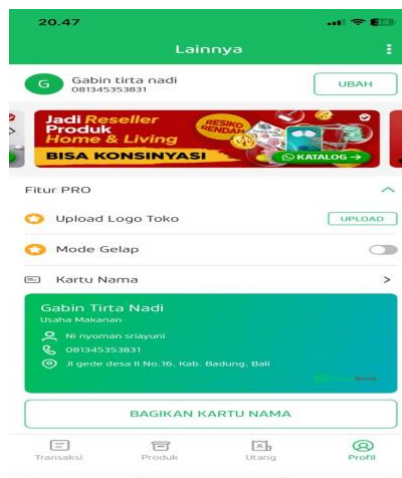 20.47
Lainnya
G
Gabin tirta nadi
081345353831
UBAH
Jadi Reseller
Produk
Home & Living
BISA KONSINYASI
RESIKO
RENDAH
KATALOG →
Fitur PRO
Upload Logo Toko
UPLOAD
Mode Gelap
Kartu Nama
Gabin Tirta Nadi
Usaha Makanan
Ni nyoman sriayuni
081345353831
Jl gede desa II No.16, Kab. Badung, Bali
BAGIKAN KARTU NAMA
Transaksi
Produk
Utang
Profil